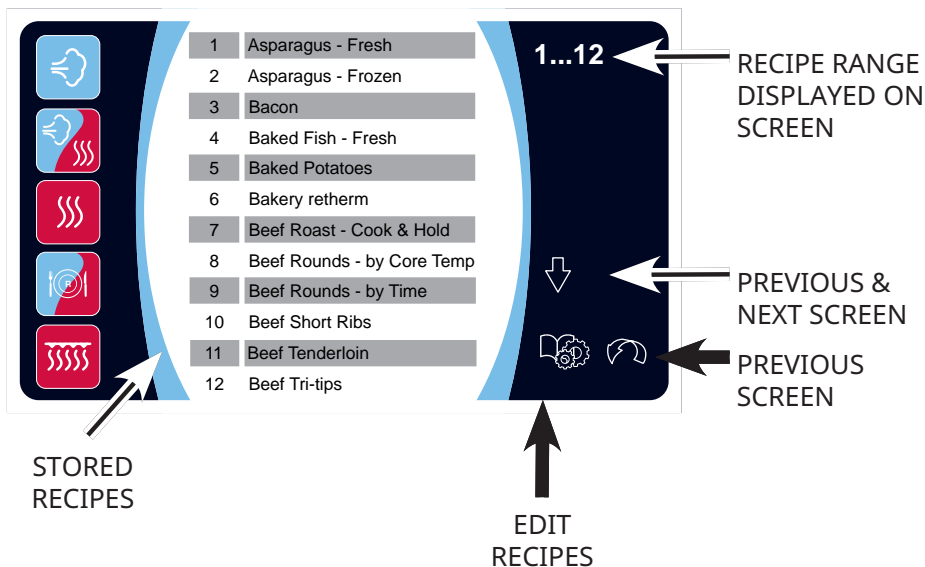 1 Asparagus - Fresh
2 Asparagus - Frozen
3 Bacon
4 Baked Fish - Fresh
5 Baked Potatoes
6 Bakery retherm
7 Beef Roast - Cook & Hold
8 Beef Rounds - by Core Temp
9 Beef Rounds - by Time
10 Beef Short Ribs
11 Beef Tenderloin
12 Beef Tri-tips
R
1...12
RECIPE RANGE
DISPLAYED ON
SCREEN
PREVIOUS &
NEXT SCREEN
PREVIOUS
SCREEN
STORED
RECIPES
EDIT
RECIPES